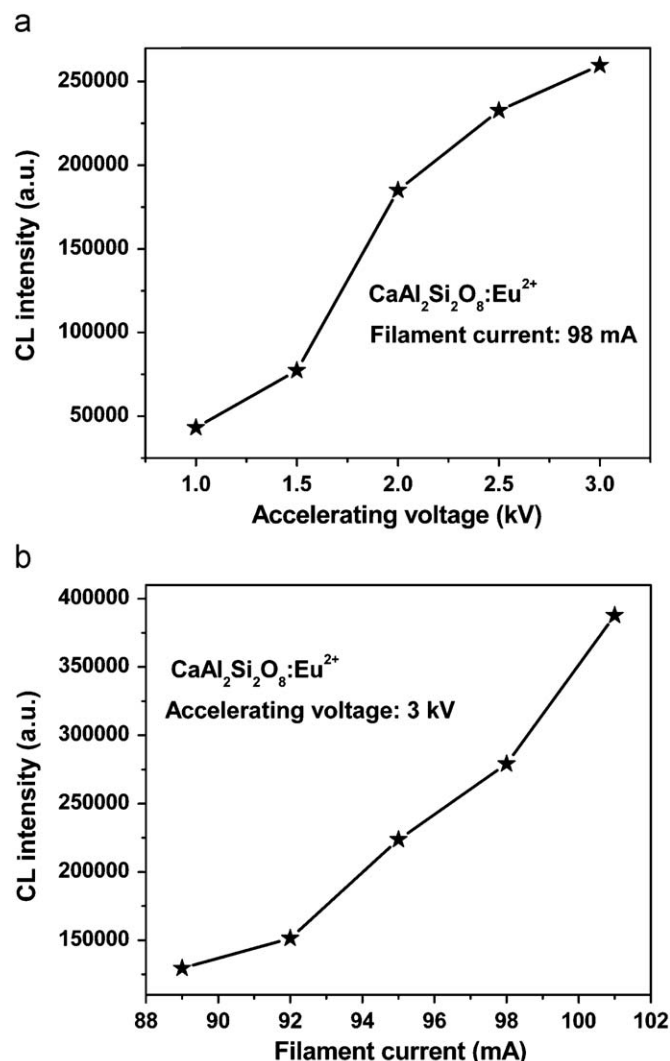 a
CL intensity (a.u.)
250000
200000
150000
100000
50000
CaAl₂Si₂O₈:Eu²⁺
Filament current: 98 mA
1.0 1.5 2.0 2.5 3.0
Accelerating voltage (kV)
b
CL intensity (a.u.)
400000
350000
300000
250000
200000
150000
CaAl₂Si₂O₈:Eu²⁺
Accelerating voltage: 3 kV
88 90 92 94 96 98 100 102
Filament current (mA)